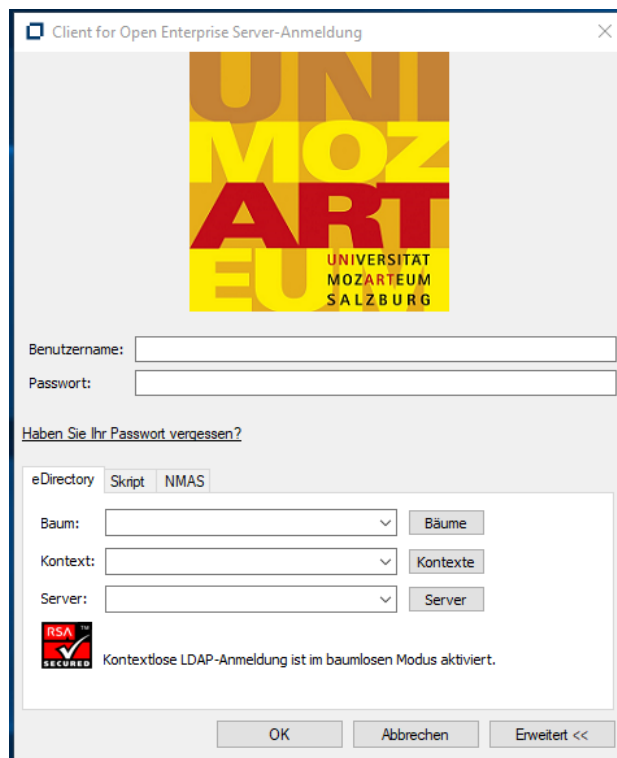 Client for Open Enterprise Server-Anmeldung
UNI
MOZ
ART
EUM
UNIVERSITÄT
MOZARTEUM
SALZBURG
Benutzername:
Passwort:
Haben Sie Ihr Passwort vergessen?
eDirectory Skript NMAS
Baum: Bäume
Kontext: Kontexte
Server: Server
RSA TM
SECURED
Kontextlose LDAP-Anmeldung ist im baumlosen Modus aktiviert.
OK Abbrechen Erweitert <<